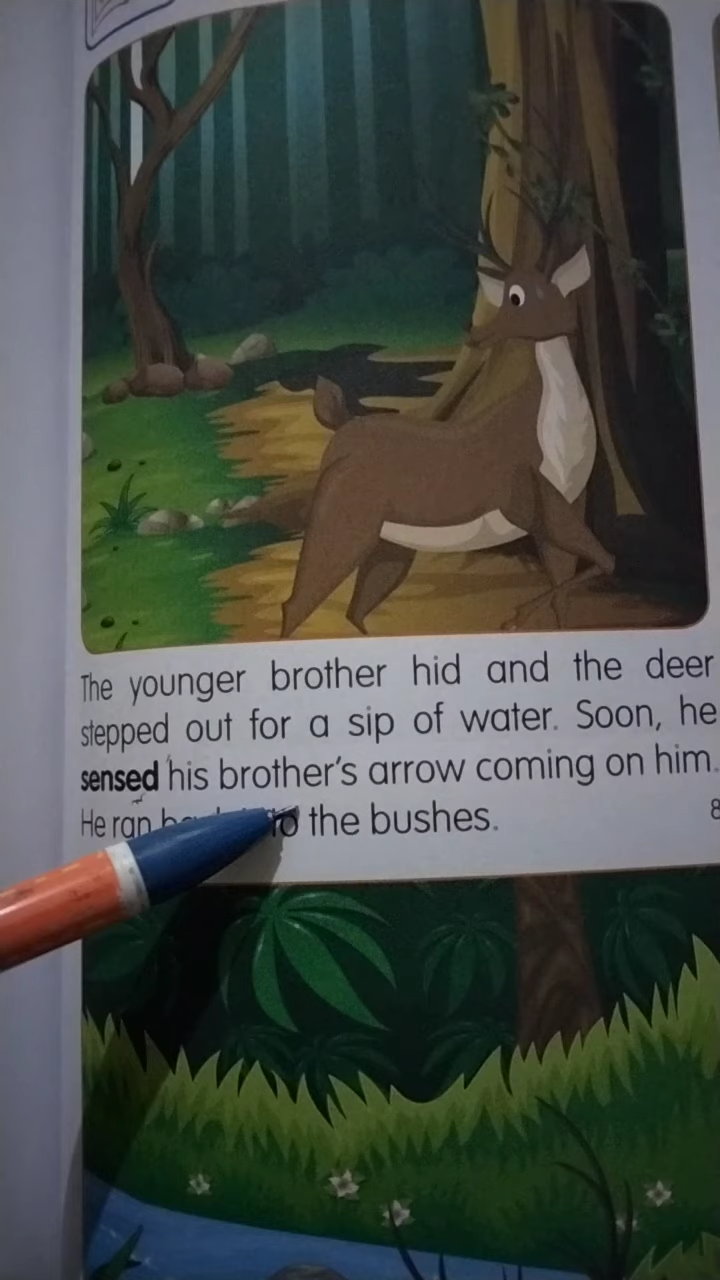 The younger brother hid and the deer
stepped out for a sip of water. Soon, he
sensed his brother's arrow coming on him.
He ran to the bushes.
8